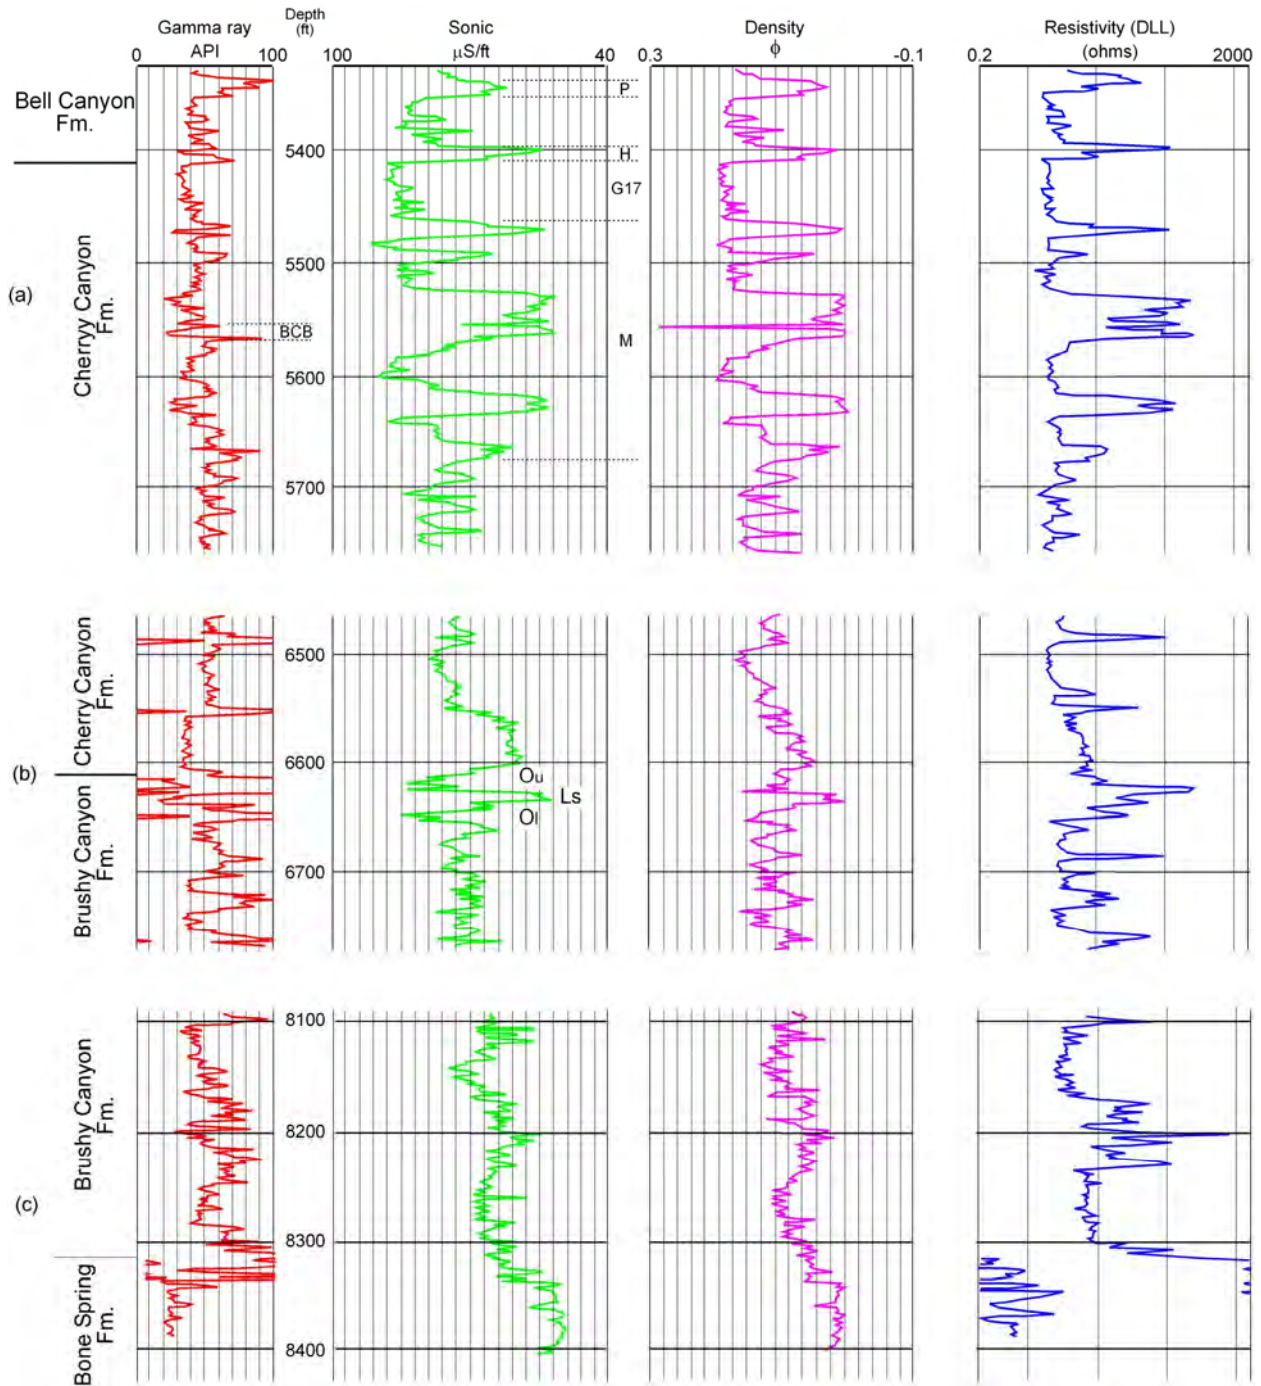 Gamma ray
API
0 100
Depth
(ft)
Sonic
μS/ft
100 40
Density
ϕ
0.3 -0.1
Resistivity (DLL)
(ohms)
0.2 2000
(a)
Bell Canyon
Fm.
Cherry Canyon
Fm.
BCB
5400
5500
5600
5700
P
H
G17
M
(b)
Cherry Canyon
Fm.
Brushy Canyon
Fm.
6500
6600
6700
Ou
Ls
Ol
(c)
Brushy Canyon
Fm.
Bone Spring
Fm.
8100
8200
8300
8400